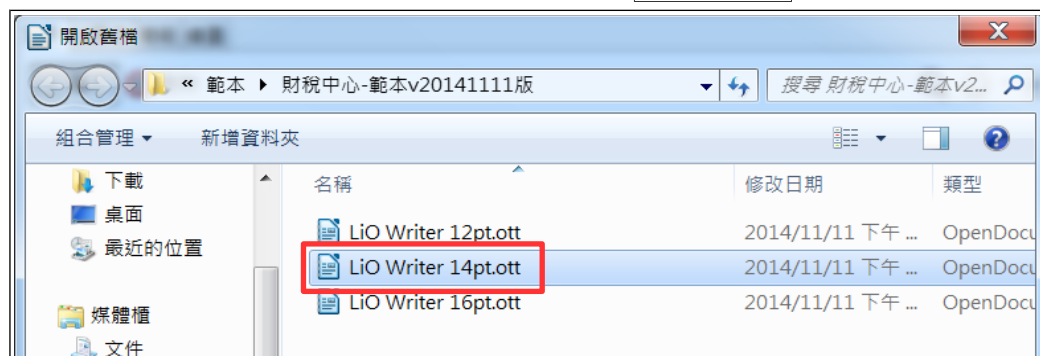 開啟舊檔
« 範本 ▶ 財稅中心-範本v20141111版
搜尋 財稅中心-範本v2...
組合管理 ▼ 新增資料夾
下載
桌面
最近的位置
媒體櫃
文件
名稱 修改日期 類型
LiO Writer 12pt.ott 2014/11/11 下午 ... OpenDocu
LiO Writer 14pt.ott 2014/11/11 下午 ... OpenDocu
LiO Writer 16pt.ott 2014/11/11 下午 ... OpenDocu